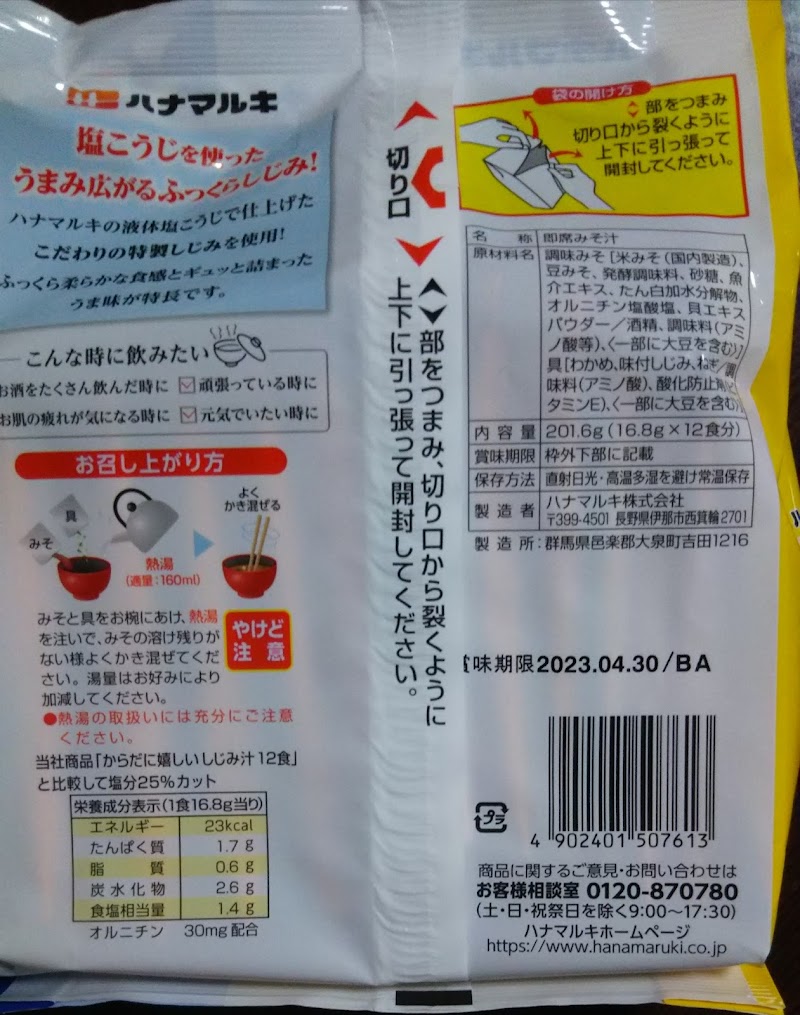 ハナマルキ
塩こうじを使った
うまみ広がるふっくらしじみ!
ハナマルキの液体塩こうじで仕上げた
こだわりの特製しじみを使用!
ふっくら柔らかな食感とギュッと詰まった
うま味が特長です。
こんな時に飲みたい
お酒をたくさん飲んだ時に 頑張っている時に
お肌の疲れが気になる時に 元気でいたい時に
お召し上がり方
みそ
具
熱湯
(適量:160ml)
よく
かき混ぜる
みそと具をお椀にあけ、熱湯
を注いで、みその溶け残りが
ない様よくかき混ぜてくだ
さい。湯量はお好みにより
加減してください。
やけど
注意
●熱湯の取扱いには充分にご注意
ください。
当社商品「からだに嬉しいしじみ汁12食」
と比較して塩分25%カット
栄養成分表示(1食16.8g当り)
エネルギー 23kcal
たんぱく質 1.7g
脂質 0.6g
炭水化物 2.6g
食塩相当量 1.4g
オルニチン 30mg配合
切り口
部をつまみ、切り口から裂くように
上下に引っ張って開封してください。
袋の開け方
部をつまみ
切り口から裂くように
上下に引っ張って
開封してください。
名称 即席みそ汁
原材料名 調味みそ[米みそ(国内製造)、
豆みそ、発酵調味料、砂糖、魚
介エキス、たん白加水分解物、
オルニチン塩酸塩、貝エキス
パウダー/酒精、調味料(アミ
ノ酸等)、〈一部に大豆を含む〉]
具[わかめ、味付しじみ、ねぎ/調
味料(アミノ酸)、酸化防止剤
タミンE)、〈一部に大豆を含む〉
内容量 201.6g(16.8g×12食分)
賞味期限 枠外下部に記載
保存方法 直射日光・高温多湿を避け常温保存
製造者 ハナマルキ株式会社
〒399-4501 長野県伊那市西箕輪2701
製造所:群馬県邑楽郡大泉町吉田1216
賞味期限2023.04.30/BA
プラ
4 902401 507613
商品に関するご意見・お問い合わせは
お客様相談室 0120-870780
(土・日・祝祭日を除く9:00〜17:30)
ハナマルキホームページ
https://www.hanamaruki.co.jp